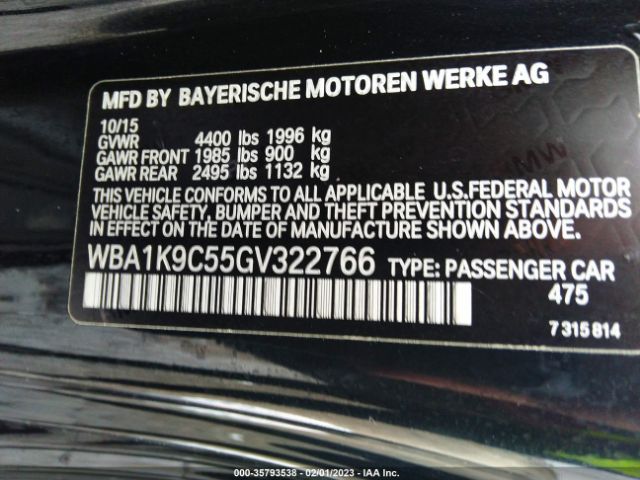 MFD BY BAYERISCHE MOTOREN WERKE AG
10/15
GVWR 4400 lbs 1996 kg
GAWR FRONT 1985 lbs 900 kg
GAWR REAR 2495 lbs 1132 kg
THIS VEHICLE CONFORMS TO ALL APPLICABLE U.S.FEDERAL MOTOR
VEHICLE SAFETY, BUMPER, AND THEFT PREVENTION STANDARDS
IN EFFECT ON THE DATE OF MANUFACTURE SHOWN ABOVE.
WBA1K9C55GV322766 TYPE: PASSENGER CAR
475
7 315 814
000-35793538 - 02/01/2023 - IAA Inc.